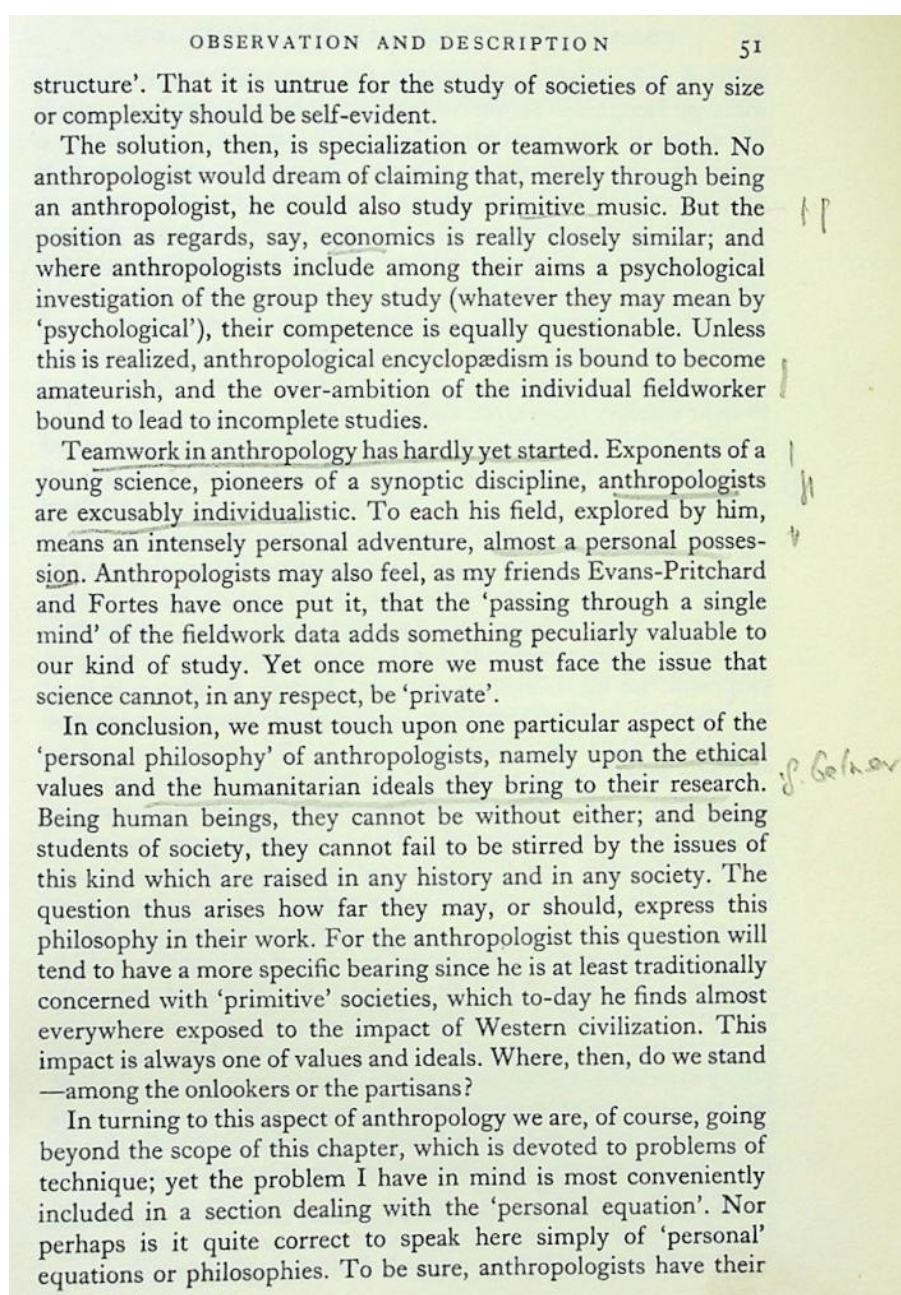 OBSERVATION AND DESCRIPTION 51
structure'. That it is untrue for the study of societies of any size
or complexity should be self-evident.
The solution, then, is specialization or teamwork or both. No
anthropologist would dream of claiming that, merely through being
an anthropologist, he could also study primitive music. But the
position as regards, say, economics is really closely similar; and
where anthropologists include among their aims a psychological
investigation of the group they study (whatever they may mean by
'psychological'), their competence is equally questionable. Unless
this is realized, anthropological encyclopædism is bound to become
amateurish, and the over-ambition of the individual fieldworker
bound to lead to incomplete studies.
Teamwork in anthropology has hardly yet started. Exponents of a
young science, pioneers of a synoptic discipline, anthropologists
are excusably individualistic. To each his field, explored by him,
means an intensely personal adventure, almost a personal posses-
sion. Anthropologists may also feel, as my friends Evans-Pritchard
and Fortes have once put it, that the 'passing through a single
mind' of the fieldwork data adds something peculiarly valuable to
our kind of study. Yet once more we must face the issue that
science cannot, in any respect, be 'private'.
In conclusion, we must touch upon one particular aspect of the
'personal philosophy' of anthropologists, namely upon the ethical
values and the humanitarian ideals they bring to their research.
Being human beings, they cannot be without either; and being
students of society, they cannot fail to be stirred by the issues of
this kind which are raised in any history and in any society. The
question thus arises how far they may, or should, express this
philosophy in their work. For the anthropologist this question will
tend to have a more specific bearing since he is at least traditionally
concerned with 'primitive' societies, which to-day he finds almost
everywhere exposed to the impact of Western civilization. This
impact is always one of values and ideals. Where, then, do we stand
—among the onlookers or the partisans?
In turning to this aspect of anthropology we are, of course, going
beyond the scope of this chapter, which is devoted to problems of
technique; yet the problem I have in mind is most conveniently
included in a section dealing with the 'personal equation'. Nor
perhaps is it quite correct to speak here simply of 'personal'
equations or philosophies. To be sure, anthropologists have their